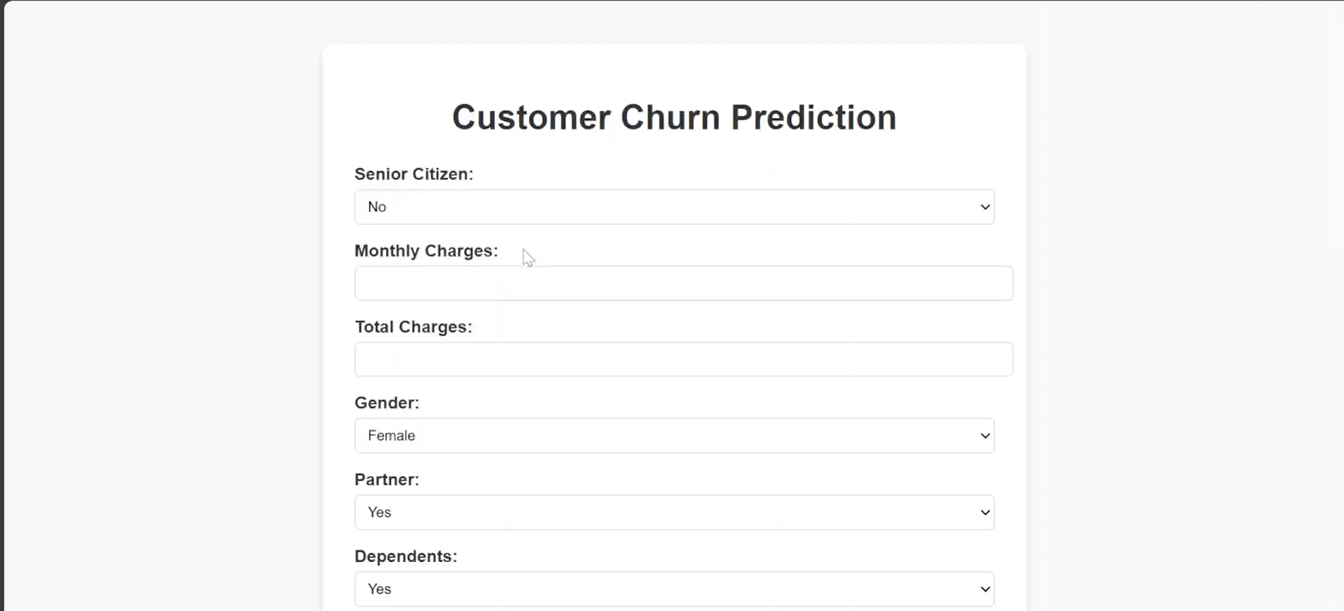 Customer Churn Prediction
Senior Citizen:
No
Monthly Charges:
Total Charges:
Gender:
Female
Partner:
Yes
Dependents:
Yes